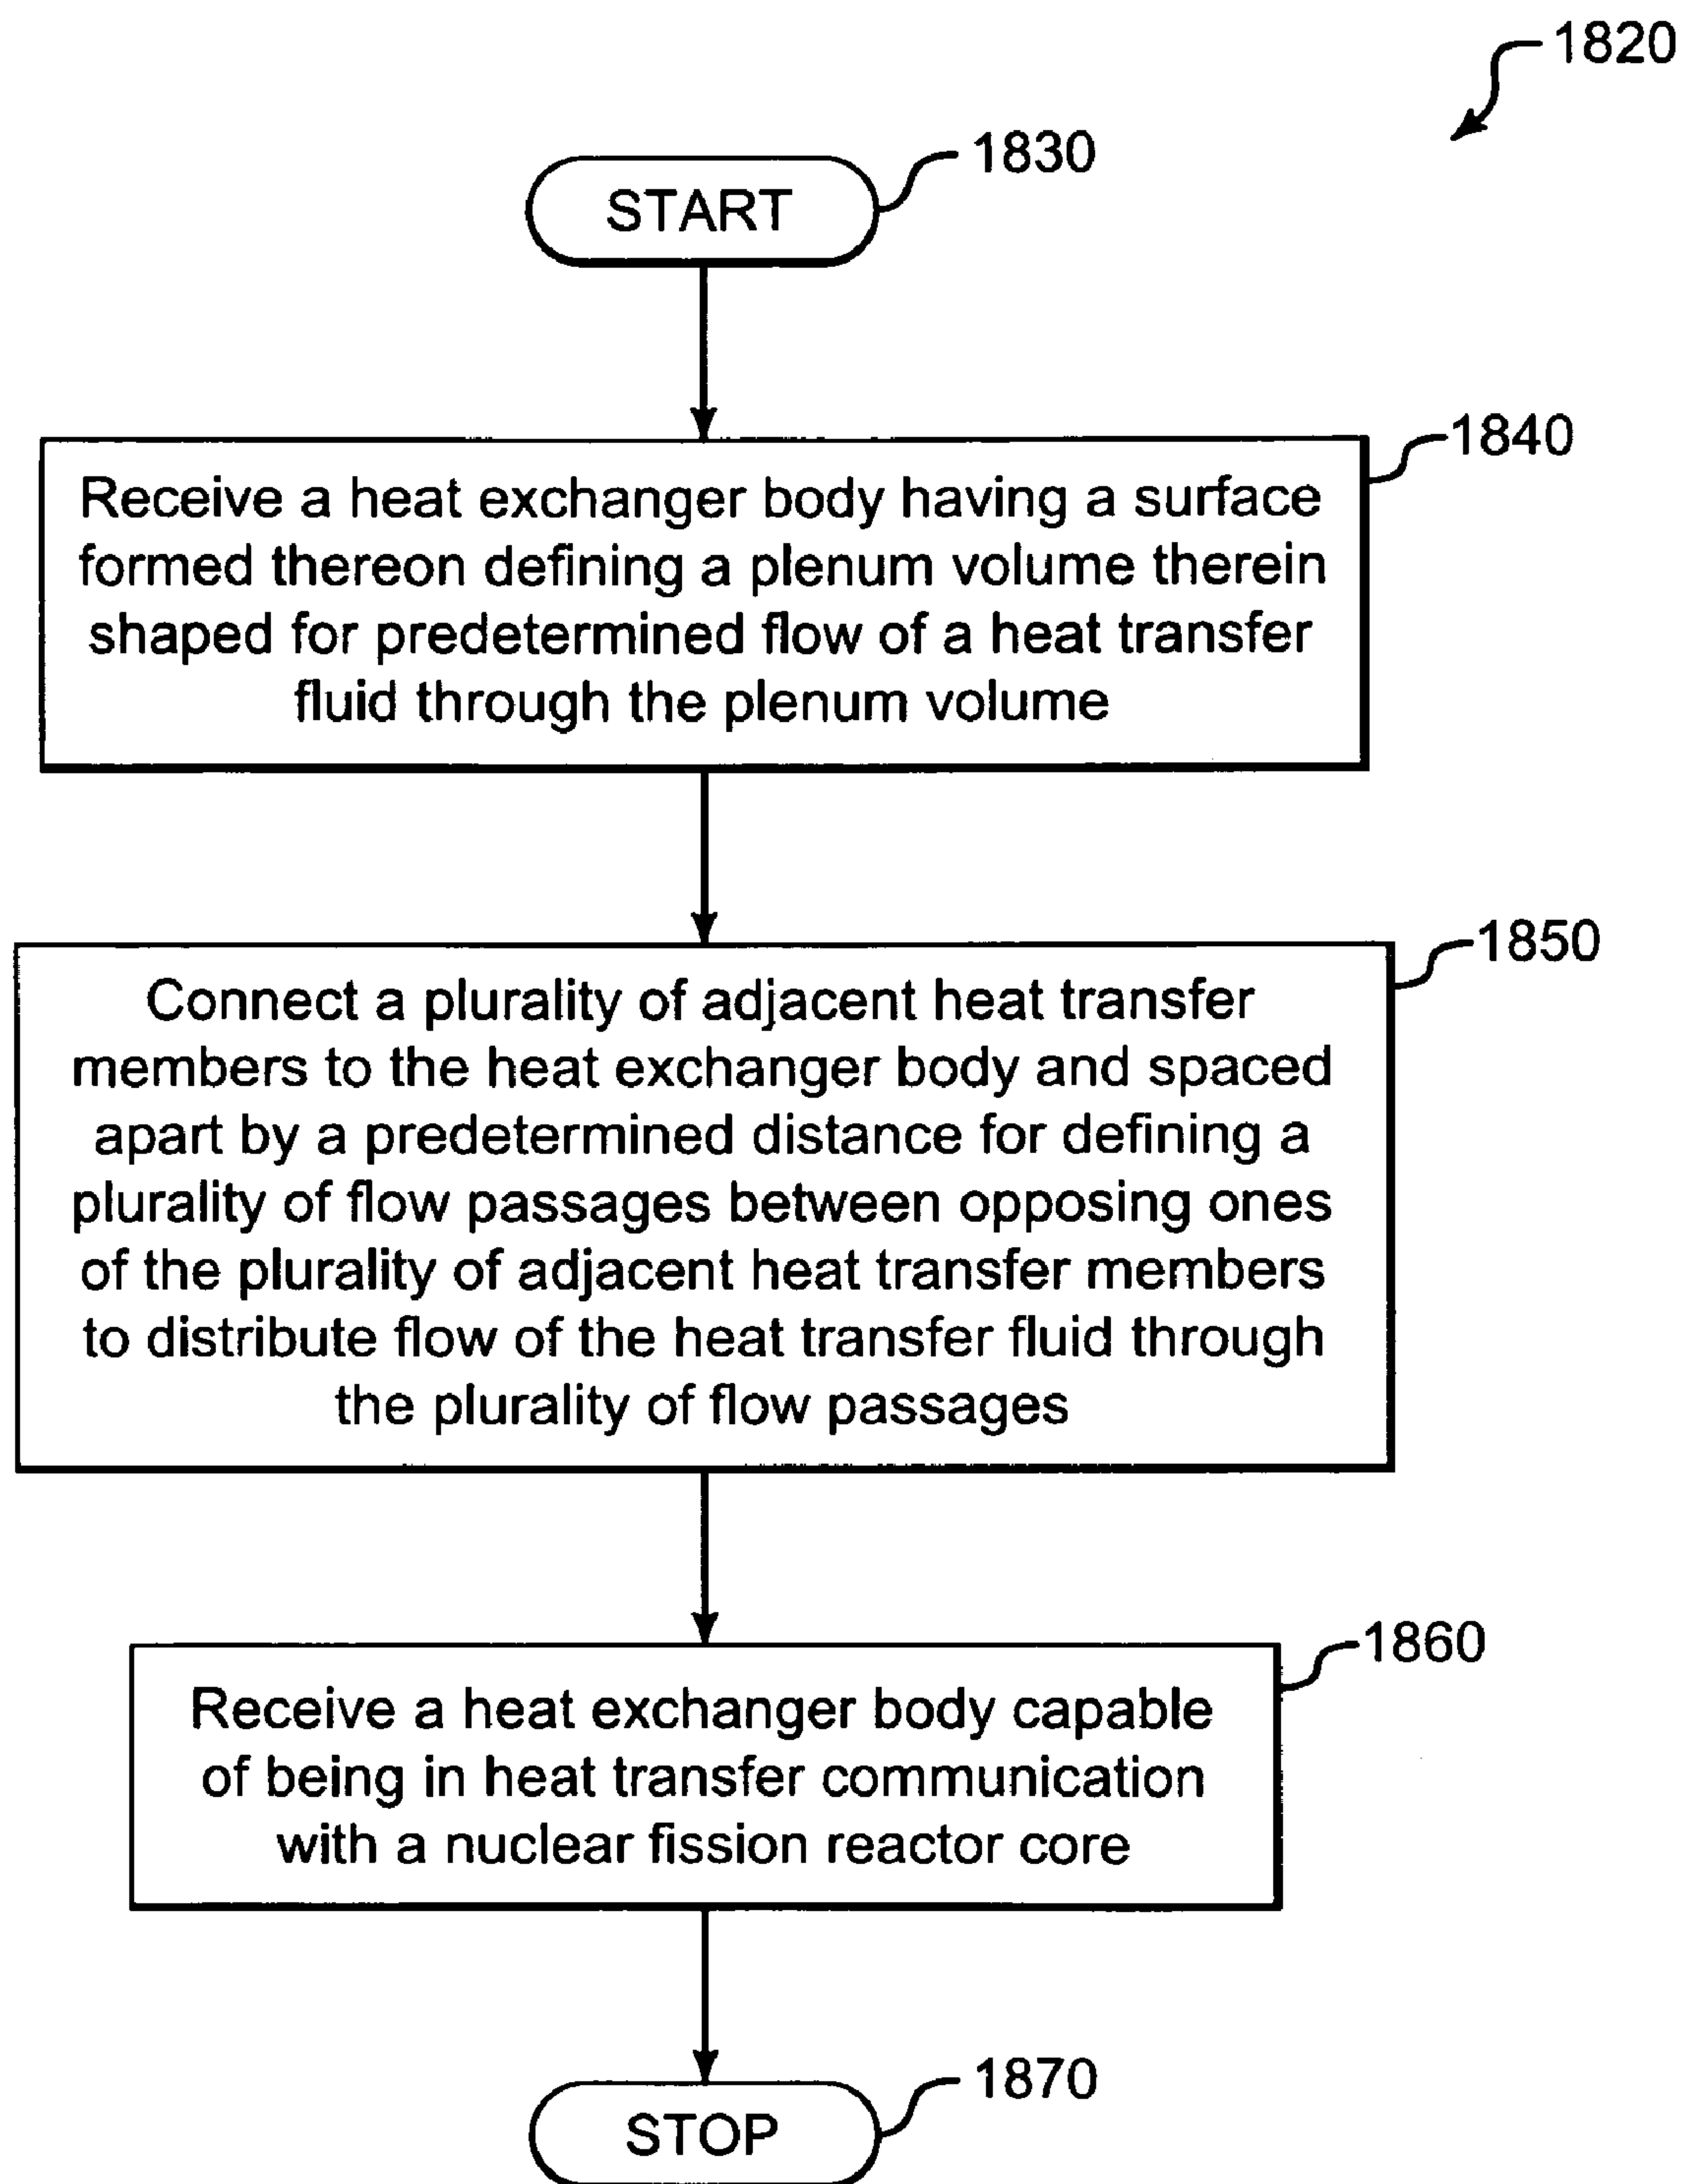 1820
START
1830
1840
Receive a heat exchanger body having a surface
formed thereon defining a plenum volume therein
shaped for predetermined flow of a heat transfer
fluid through the plenum volume
1850
Connect a plurality of adjacent heat transfer
members to the heat exchanger body and spaced
apart by a predetermined distance for defining a
plurality of flow passages between opposing ones
of the plurality of adjacent heat transfer members
to distribute flow of the heat transfer fluid through
the plurality of flow passages
1860
Receive a heat exchanger body capable
of being in heat transfer communication
with a nuclear fission reactor core
1870
STOP